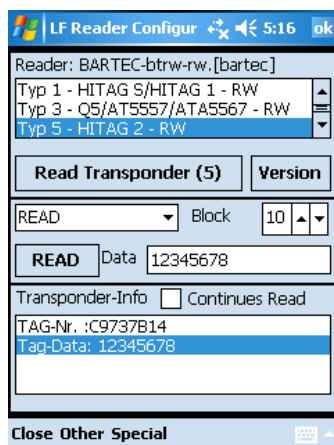 LF Reader Configur 5:16 ok
Reader: BARTEC-btrw-rw.[bartec]
Typ 1 - HITAG S/HITAG 1 - RW
Typ 3 - Q5/AT5557/ATA5567 - RW
Typ 5 - HITAG 2 - RW
Read Transponder (5) Version
READ Block 10
READ Data 12345678
Transponder-Info Continues Read
TAG-Nr. :C9737B14
Tag-Data: 12345678
Close Other Special